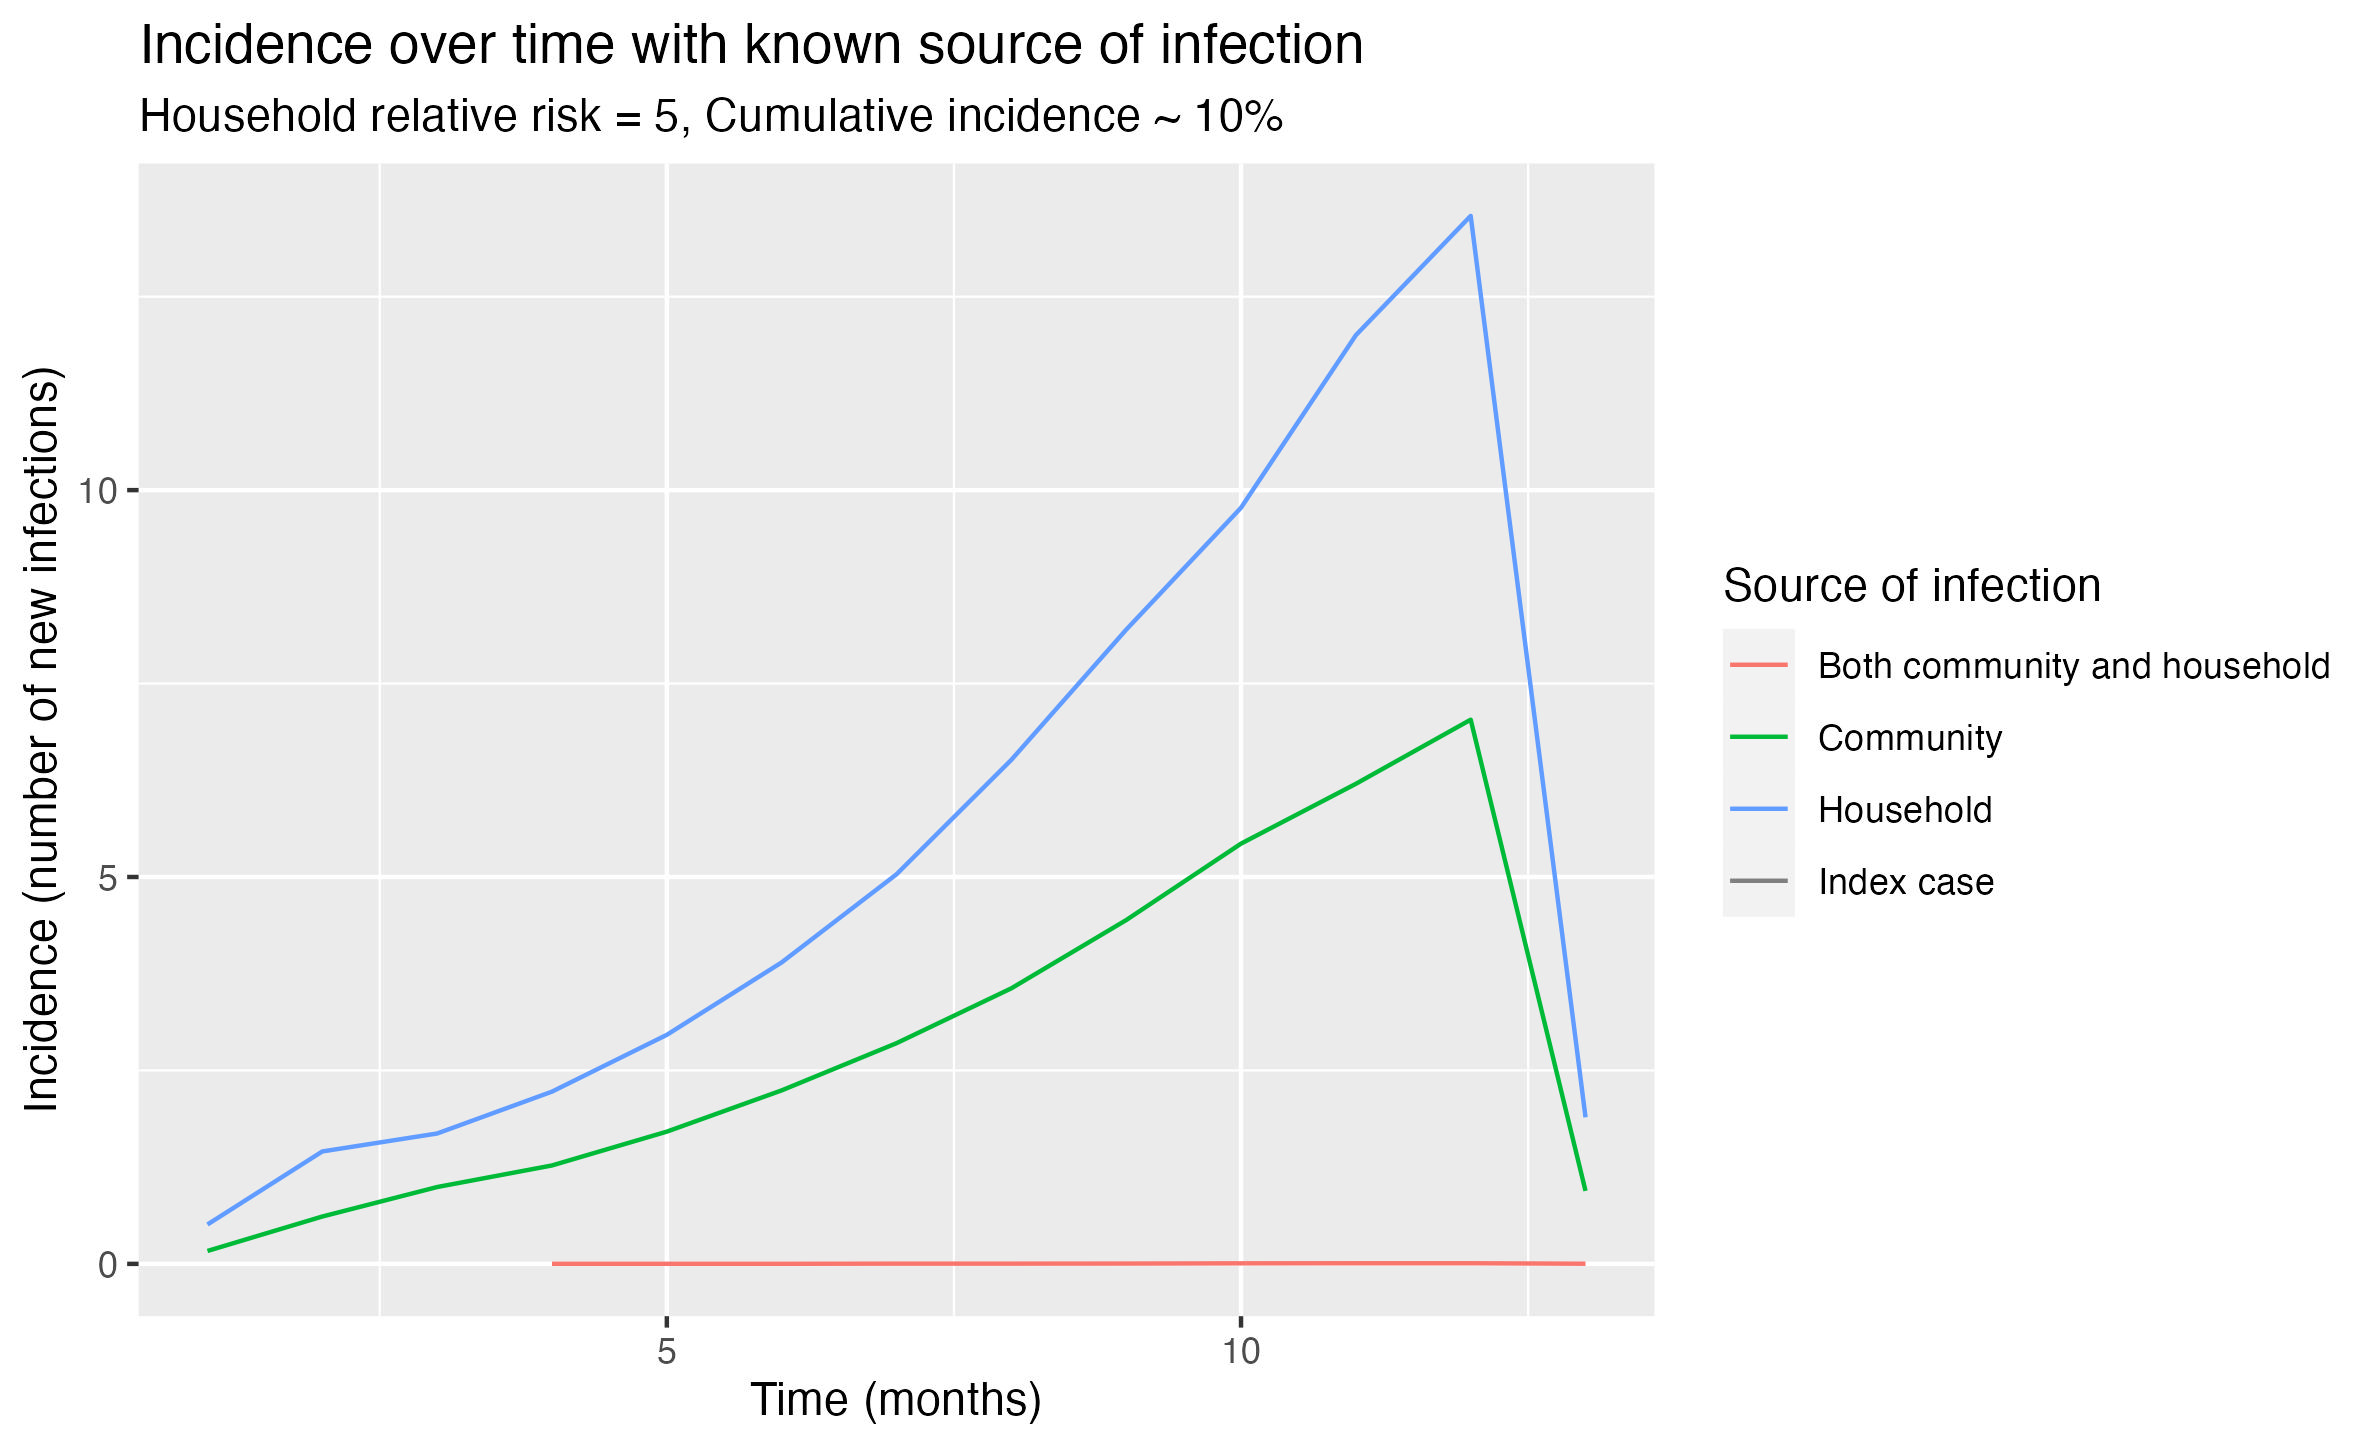 Incidence over time with known source of infection
Household relative risk = 5, Cumulative incidence ~ 10%
Incidence (number of new infections)
10
5
0
5
10
Time (months)
Source of infection
Both community and household
Community
Household
Index case